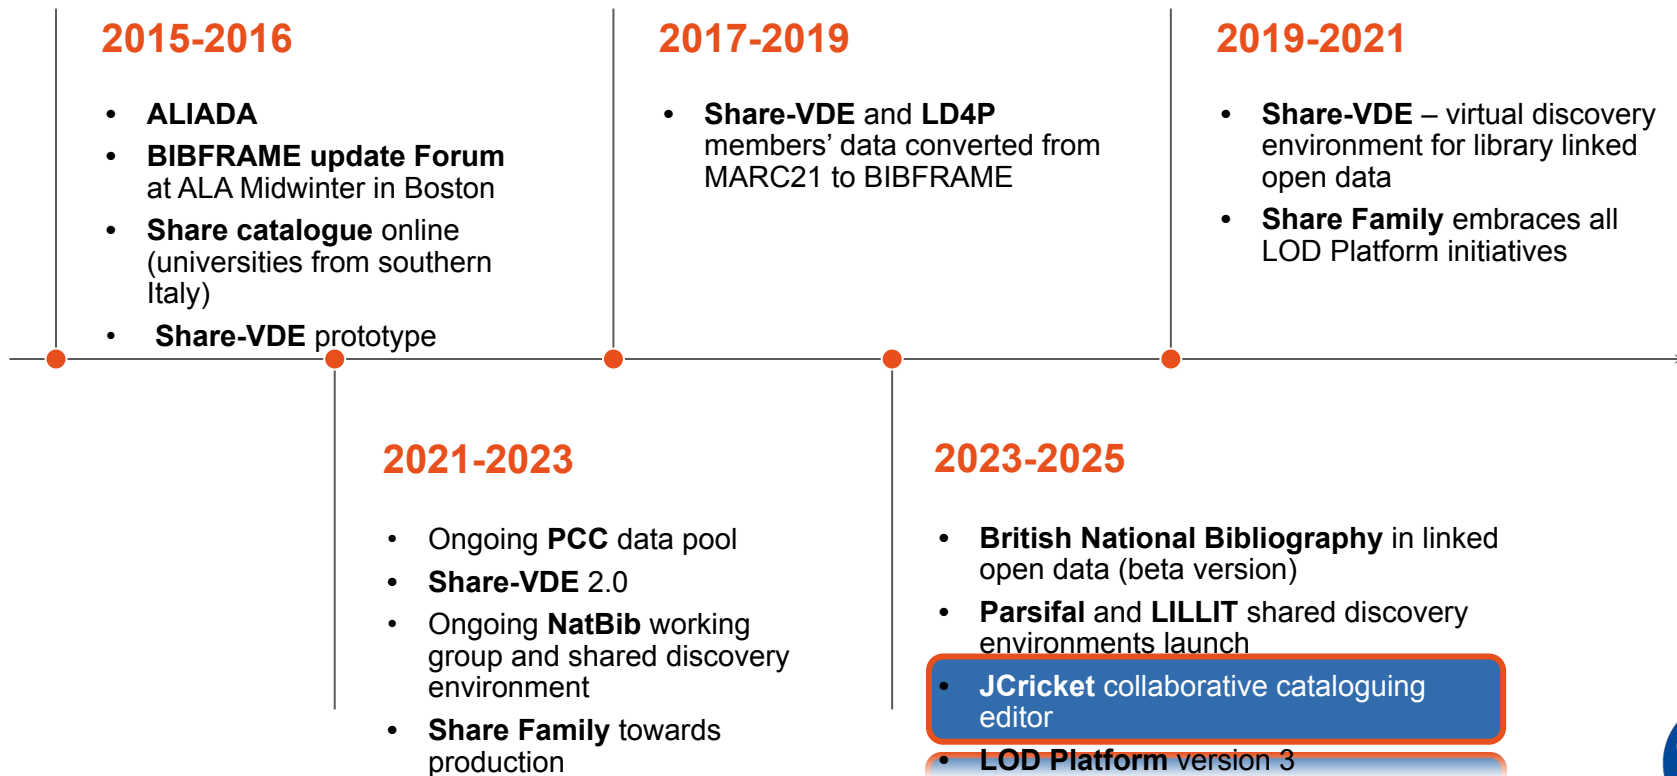 2015-2016
• ALIADA
• BIBFRAME update Forum
at ALA Midwinter in Boston
• Share catalogue online
(universities from southern
Italy)
• Share-VDE prototype
2017-2019
• Share-VDE and LD4P
members’ data converted from
MARC21 to BIBFRAME
2019-2021
• Share-VDE – virtual discovery
environment for library linked
open data
• Share Family embraces all
LOD Platform initiatives
2021-2023
• Ongoing PCC data pool
• Share-VDE 2.0
• Ongoing NatBib working
group and shared discovery
environment
• Share Family towards
production
2023-2025
• British National Bibliography in linked
open data (beta version)
• Parsifal and LILLIT shared discovery
environments launch
• JCricket collaborative cataloguing
editor
• LOD Platform version 3